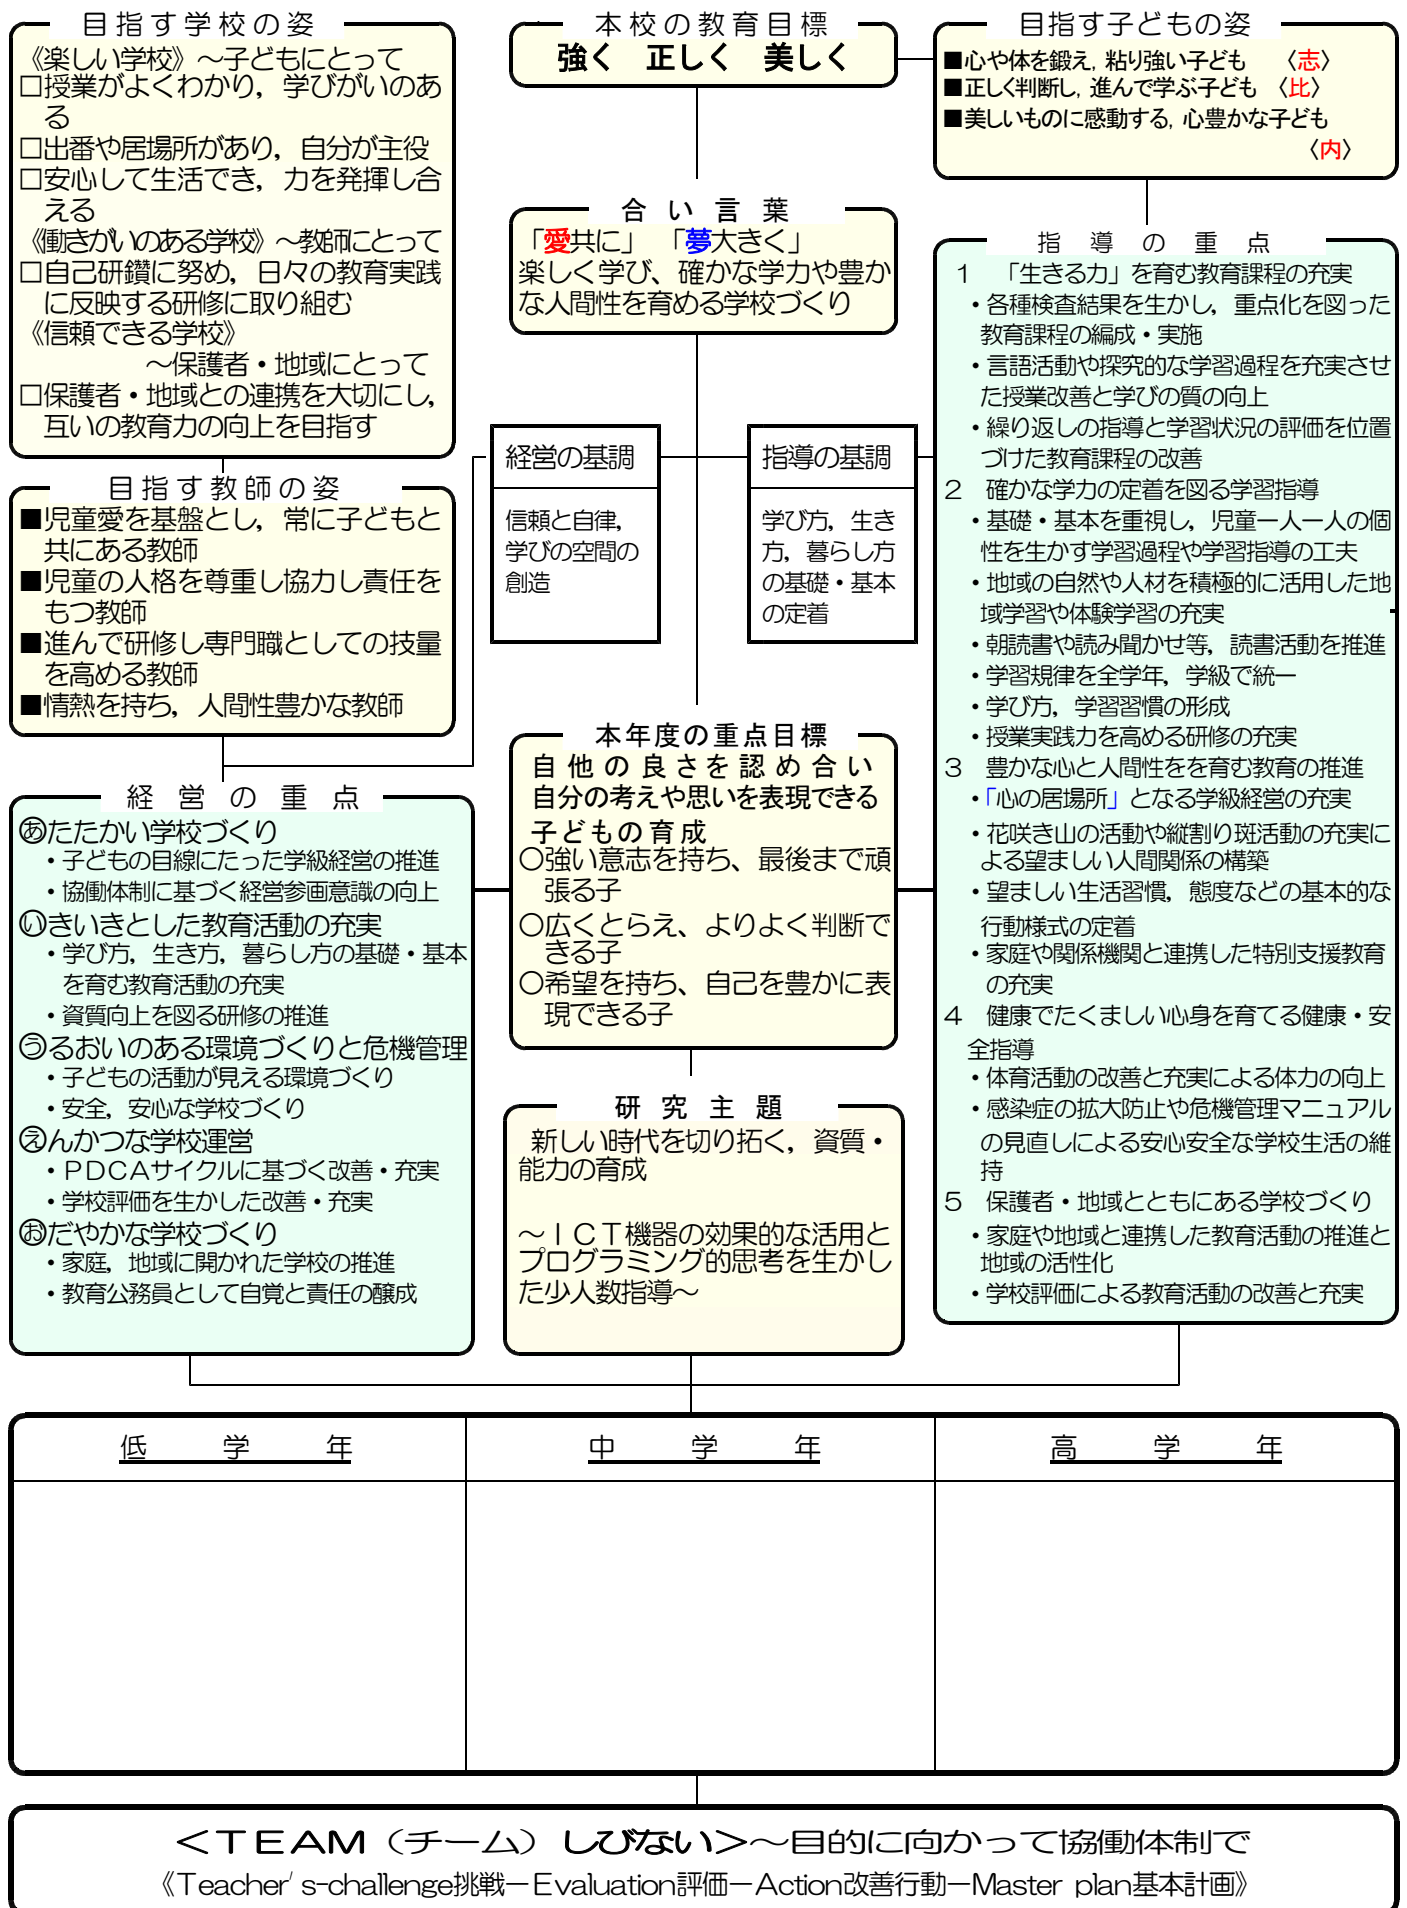 目指す学校の姿
《楽しい学校》～子どもにとって
□授業がよくわかり，学びがいのあ
る
□出番や居場所があり，自分が主役
□安心して生活でき，力を発揮し合
える
《働きがいのある学校》～教師にとって
□自己研鑽に努め，日々の教育実践
に反映する研修に取り組む
《信頼できる学校》
～保護者・地域にとって
□保護者・地域との連携を大切にし，
互いの教育力の向上を目指す
目指す教師の姿
■児童愛を基盤とし，常に子どもと
共にある教師
■児童の人格を尊重し協力し責任を
もつ教師
■進んで研修し専門職としての技量
を高める教師
■情熱を持ち，人間性豊かな教師
経営の重点
㋐たたかい学校づくり
・子どもの目線にたった学級経営の推進
・協働体制に基づく経営参画意識の向上
○いきいきとした教育活動の充実
・学び方，生き方，暮らし方の基礎・基本
を育む教育活動の充実
・資質向上を図る研修の推進
○うるおいのある環境づくりと危機管理
・子どもの活動が見える環境づくり
・安全，安心な学校づくり
○えんかつな学校運営
・ＰＤＣＡサイクルに基づく改善・充実
・学校評価を生かした改善・充実
○おだやかな学校づくり
・家庭，地域に開かれた学校の推進
・教育公務員として自覚と責任の醸成
本校の教育目標
強く　正しく　美しく
合い言葉
「愛共に」　「夢大きく」
楽しく学び、確かな学力や豊か
な人間性を育める学校づくり
経営の基調
信頼と自律，
学びの空間の
創造
指導の基調
学び方，生き
方，暮らし方
の基礎・基本
の定着
本年度の重点目標
自他の良さを認め合い
自分の考えや思いを表現できる
子どもの育成
○強い意志を持ち、最後まで頑
張る子
○広くとらえ、よりよく判断で
きる子
○希望を持ち、自己を豊かに表
現できる子
研究主題
新しい時代を切り拓く，資質・
能力の育成
～ＩＣＴ機器の効果的な活用と
プログラミング的思考を生かし
た少人数指導～
目指す子どもの姿
■心や体を鍛え，粘り強い子ども　〈志〉
■正しく判断し，進んで学ぶ子ども　〈比〉
■美しいものに感動する，心豊かな子ども
〈内〉
指導の重点
１　「生きる力」を育む教育課程の充実
・各種検査結果を生かし，重点化を図った
教育課程の編成・実施
・言語活動や探究的な学習過程を充実させ
た授業改善と学びの質の向上
・繰り返しの指導と学習状況の評価を位置
づけた教育課程の改善
２　確かな学力の定着を図る学習指導
・基礎・基本を重視し，児童一人一人の個
性を生かす学習過程や学習指導の工夫
・地域の自然や人材を積極的に活用した地
域学習や体験学習の充実
・朝読書や読み聞かせ等，読書活動を推進
・学習規律を全学年，学級で統一
・学び方，学習習慣の形成
・授業実践力を高める研修の充実
３　豊かな心と人間性をを育む教育の推進
・「心の居場所」となる学級経営の充実
・花咲き山の活動や縦割り斑活動の充実に
よる望ましい人間関係の構築
・望ましい生活習慣，態度などの基本的な
行動様式の定着
・家庭や関係機関と連携した特別支援教育
の充実
４　健康でたくましい心身を育てる健康・安
全指導
・体育活動の改善と充実による体力の向上
・感染症の拡大防止や危機管理マニュアル
の見直しによる安心安全な学校生活の維
持
５　保護者・地域とともにある学校づくり
・家庭や地域と連携した教育活動の推進と
地域の活性化
・学校評価による教育活動の改善と充実
低学年
中学年
高学年
＜ＴＥＡＭ（チーム）しびない＞～目的に向かって協働体制で
《Teacher's-challenge挑戦ーEvaluation評価ーAction改善行動ーMaster plan基本計画》